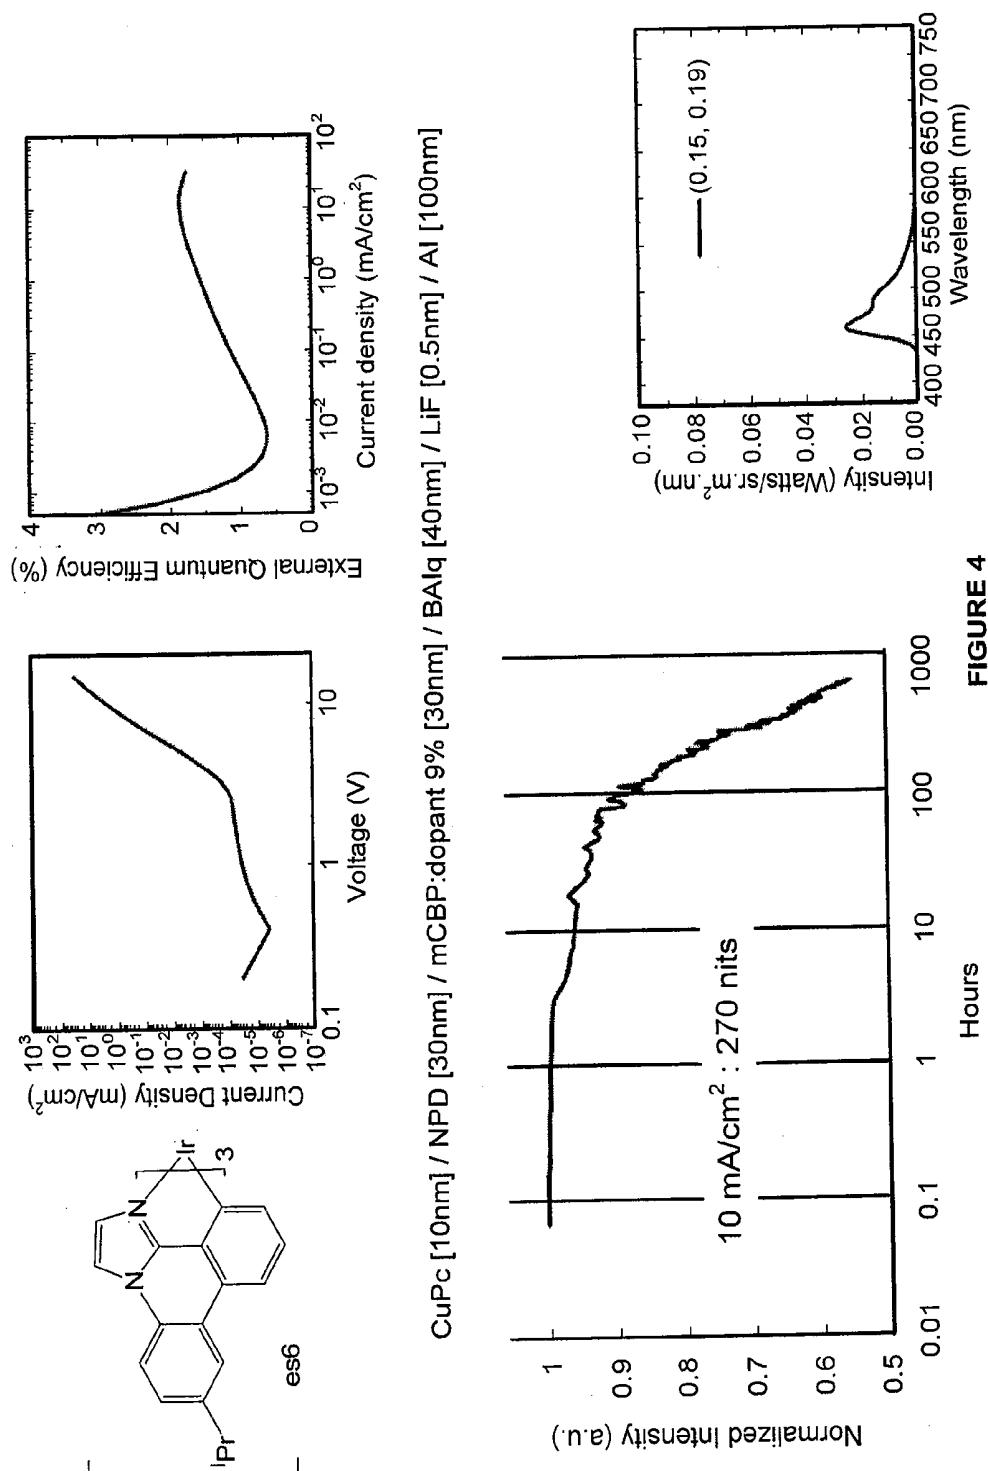 N
N
Ir
3
iPr
es6
10³
10²
10¹
10⁰
10⁻¹
10⁻²
10⁻³
10⁻⁴
10⁻⁵
10⁻⁶
10⁻⁷
Current Density (mA/cm²)
0.1 1 10
Voltage (V)
4
3
2
1
0
External Quantum Efficiency (%)
10⁻³ 10⁻² 10⁻¹ 10⁰ 10¹ 10²
Current density (mA/cm²)
CuPc [10nm] / NPD [30nm] / mCBP:dopant 9% [30nm] / BAlq [40nm] / LiF [0.5nm] / Al [100nm]
1
0.9
0.8
0.7
0.6
0.5
Normalized Intensity (a.u.)
10 mA/cm² : 270 nits
0.01 0.1 1 10 100 1000
Hours
0.10
0.08
0.06
0.04
0.02
0.00
Intensity (Watts/sr.m².nm)
(0.15, 0.19)
400 450 500 550 600 650 700 750
Wavelength (nm)
FIGURE 4